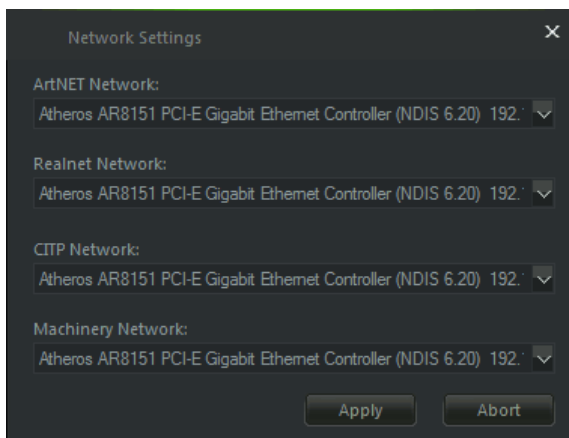 Network Settings
ArtNET Network:
Atheros AR8151 PCI-E Gigabit Ethernet Controller (NDIS 6.20) 192.
Realnet Network:
Atheros AR8151 PCI-E Gigabit Ethernet Controller (NDIS 6.20) 192.
CITP Network:
Atheros AR8151 PCI-E Gigabit Ethernet Controller (NDIS 6.20) 192.
Machinery Network:
Atheros AR8151 PCI-E Gigabit Ethernet Controller (NDIS 6.20) 192.
Apply Abort